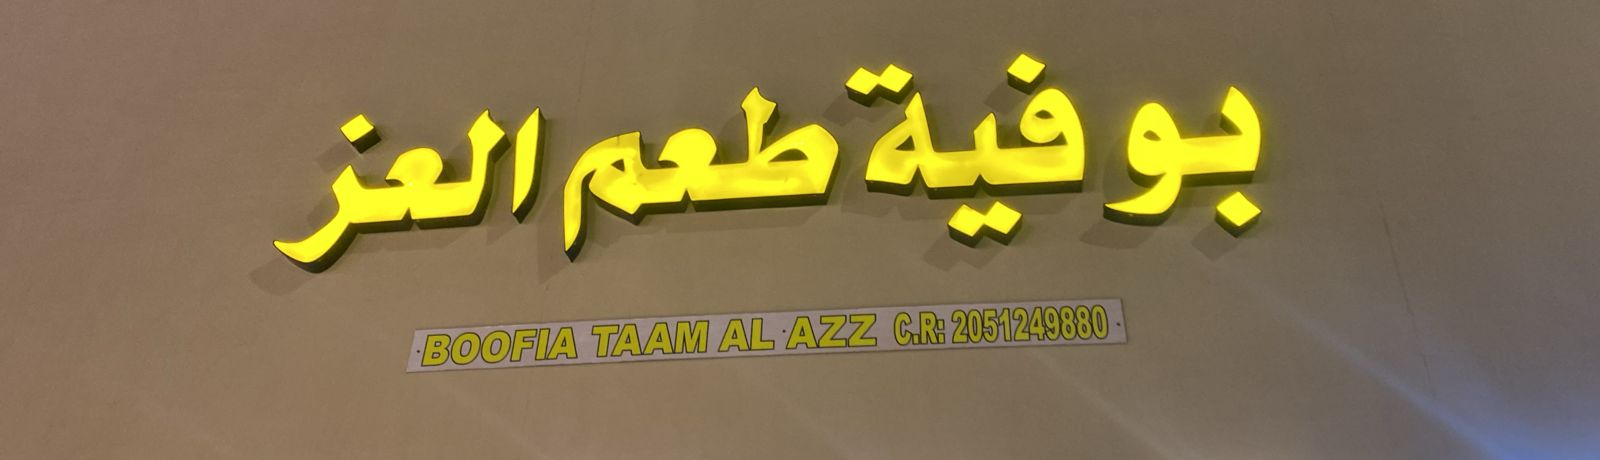 بوفية طعم العز
BOOFIA TAAM AL AZZ C.R: 2051249880